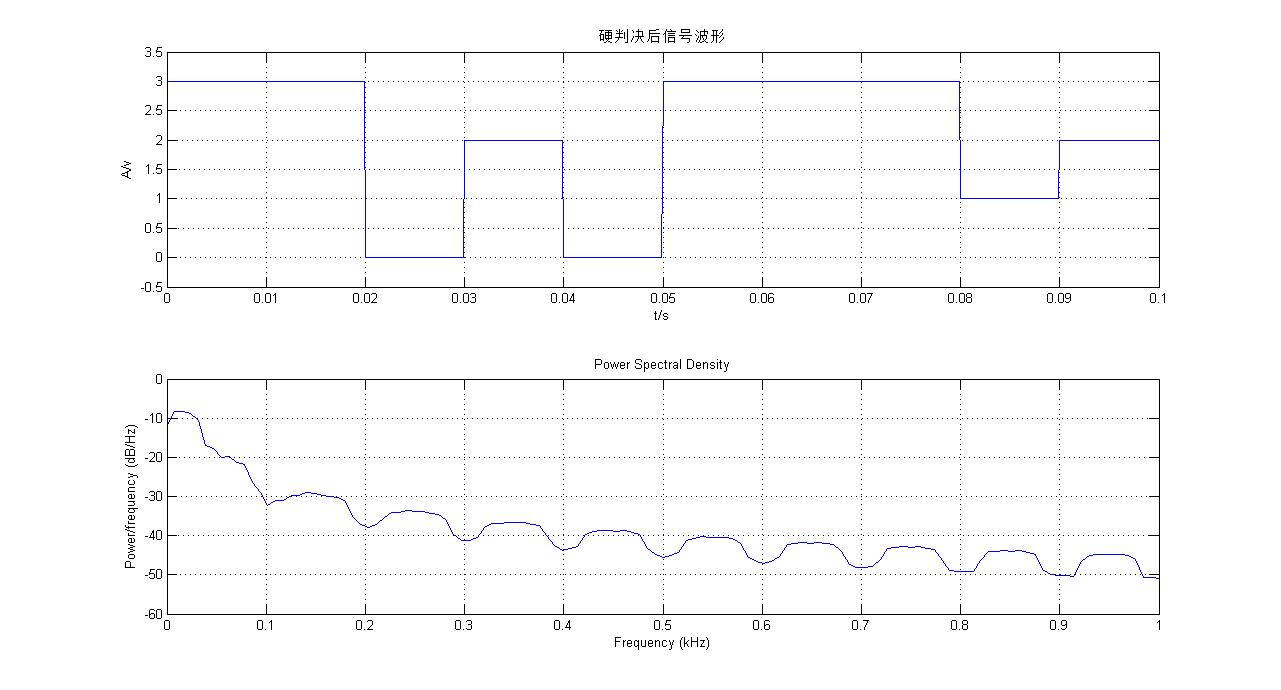 硬判决后信号波形
3.5
3
2.5
2
1.5
1
0.5
0
-0.5
A/v
0 0.01 0.02 0.03 0.04 0.05 0.06 0.07 0.08 0.09 0.1
t/s
Power Spectral Density
0
-10
-20
-30
-40
-50
-60
Power/frequency (dB/Hz)
0 0.1 0.2 0.3 0.4 0.5 0.6 0.7 0.8 0.9 1
Frequency (kHz)